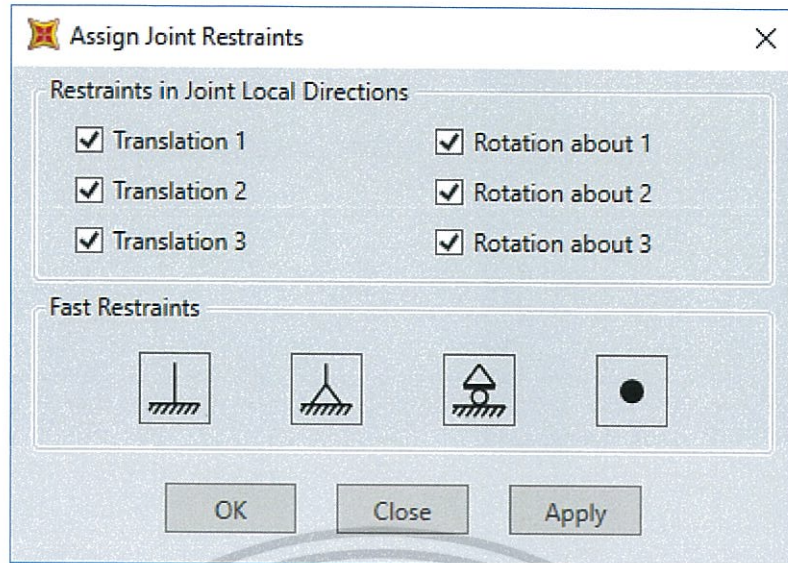 Assign Joint Restraints
Restraints in Joint Local Directions
Translation 1
Rotation about 1
Translation 2
Rotation about 2
Translation 3
Rotation about 3
Fast Restraints
OK
Close
Apply